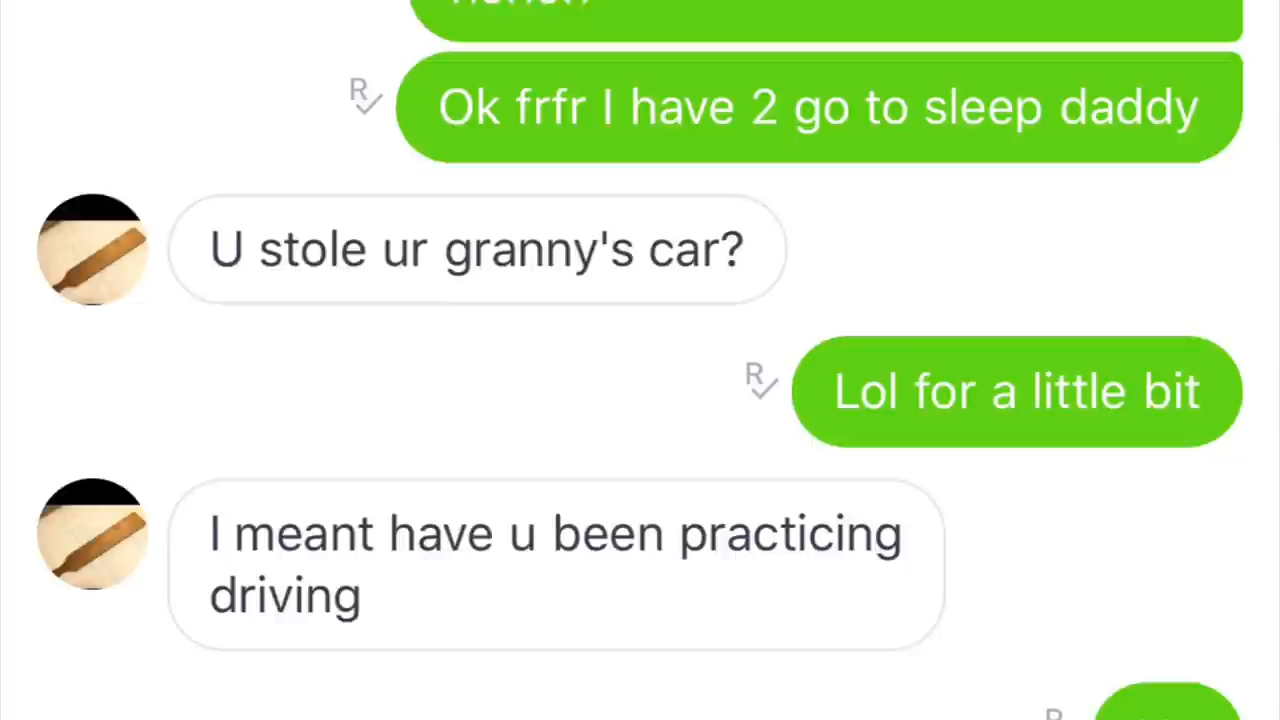 R
Ok frfr I have 2 go to sleep daddy
U stole ur granny's car?
R
Lol for a little bit
I meant have u been practicing
driving
R